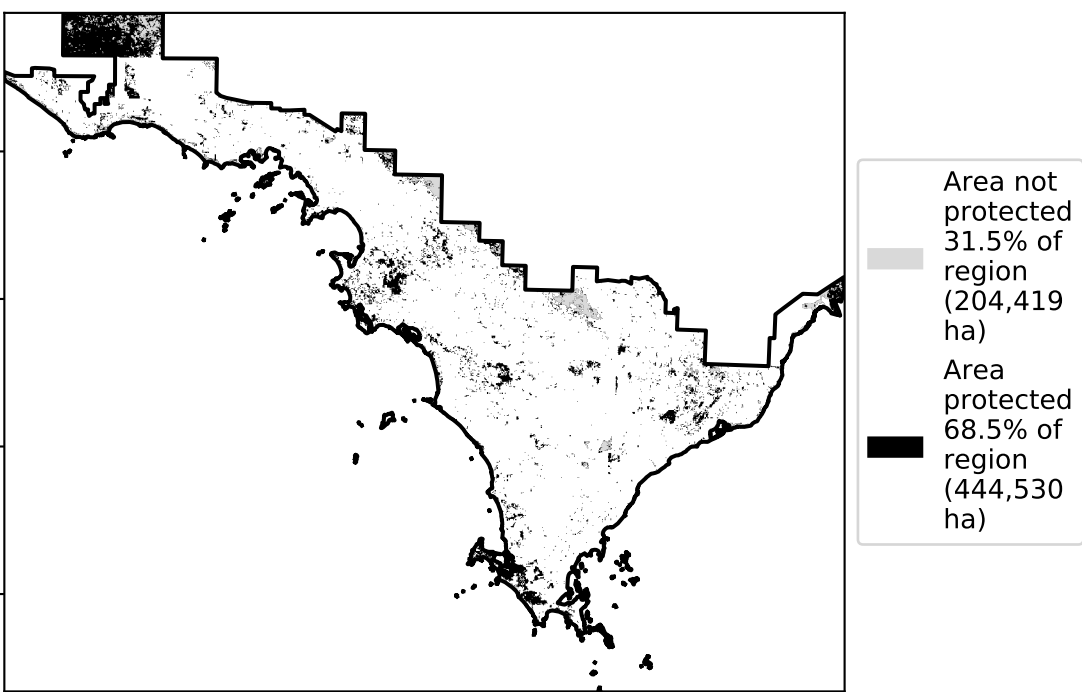 Area not
protected
31.5% of
region
(204,419
ha)
Area
protected
68.5% of
region
(444,530
ha)